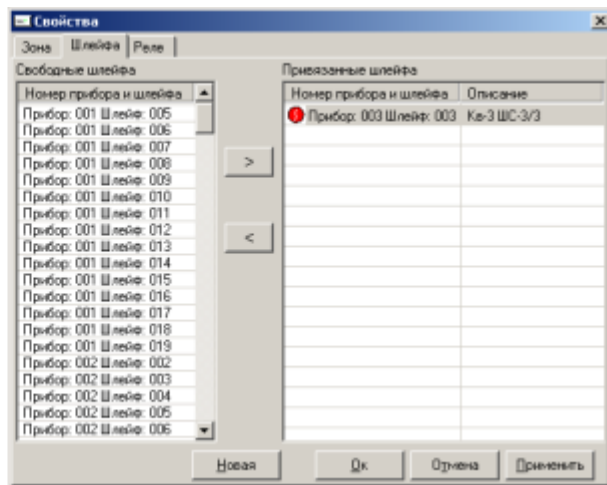 Свойства
Зона Шлейфа Реле
Свободные шлейфа
Номер прибора и шлейфа
Прибор: 001 Шлейф: 005
Прибор: 001 Шлейф: 006
Прибор: 001 Шлейф: 007
Прибор: 001 Шлейф: 008
Прибор: 001 Шлейф: 009
Прибор: 001 Шлейф: 010
Прибор: 001 Шлейф: 011
Прибор: 001 Шлейф: 012
Прибор: 001 Шлейф: 013
Прибор: 001 Шлейф: 014
Прибор: 001 Шлейф: 015
Прибор: 001 Шлейф: 016
Прибор: 001 Шлейф: 017
Прибор: 001 Шлейф: 018
Прибор: 001 Шлейф: 019
Прибор: 002 Шлейф: 002
Прибор: 002 Шлейф: 003
Прибор: 002 Шлейф: 004
Прибор: 002 Шлейф: 005
Прибор: 002 Шлейф: 006
>
<
Привязанные шлейфа
Номер прибора и шлейфа Описание
Прибор: 003 Шлейф: 003 Кв-3 ШС-3/3
Новая Ок Отмена Применить